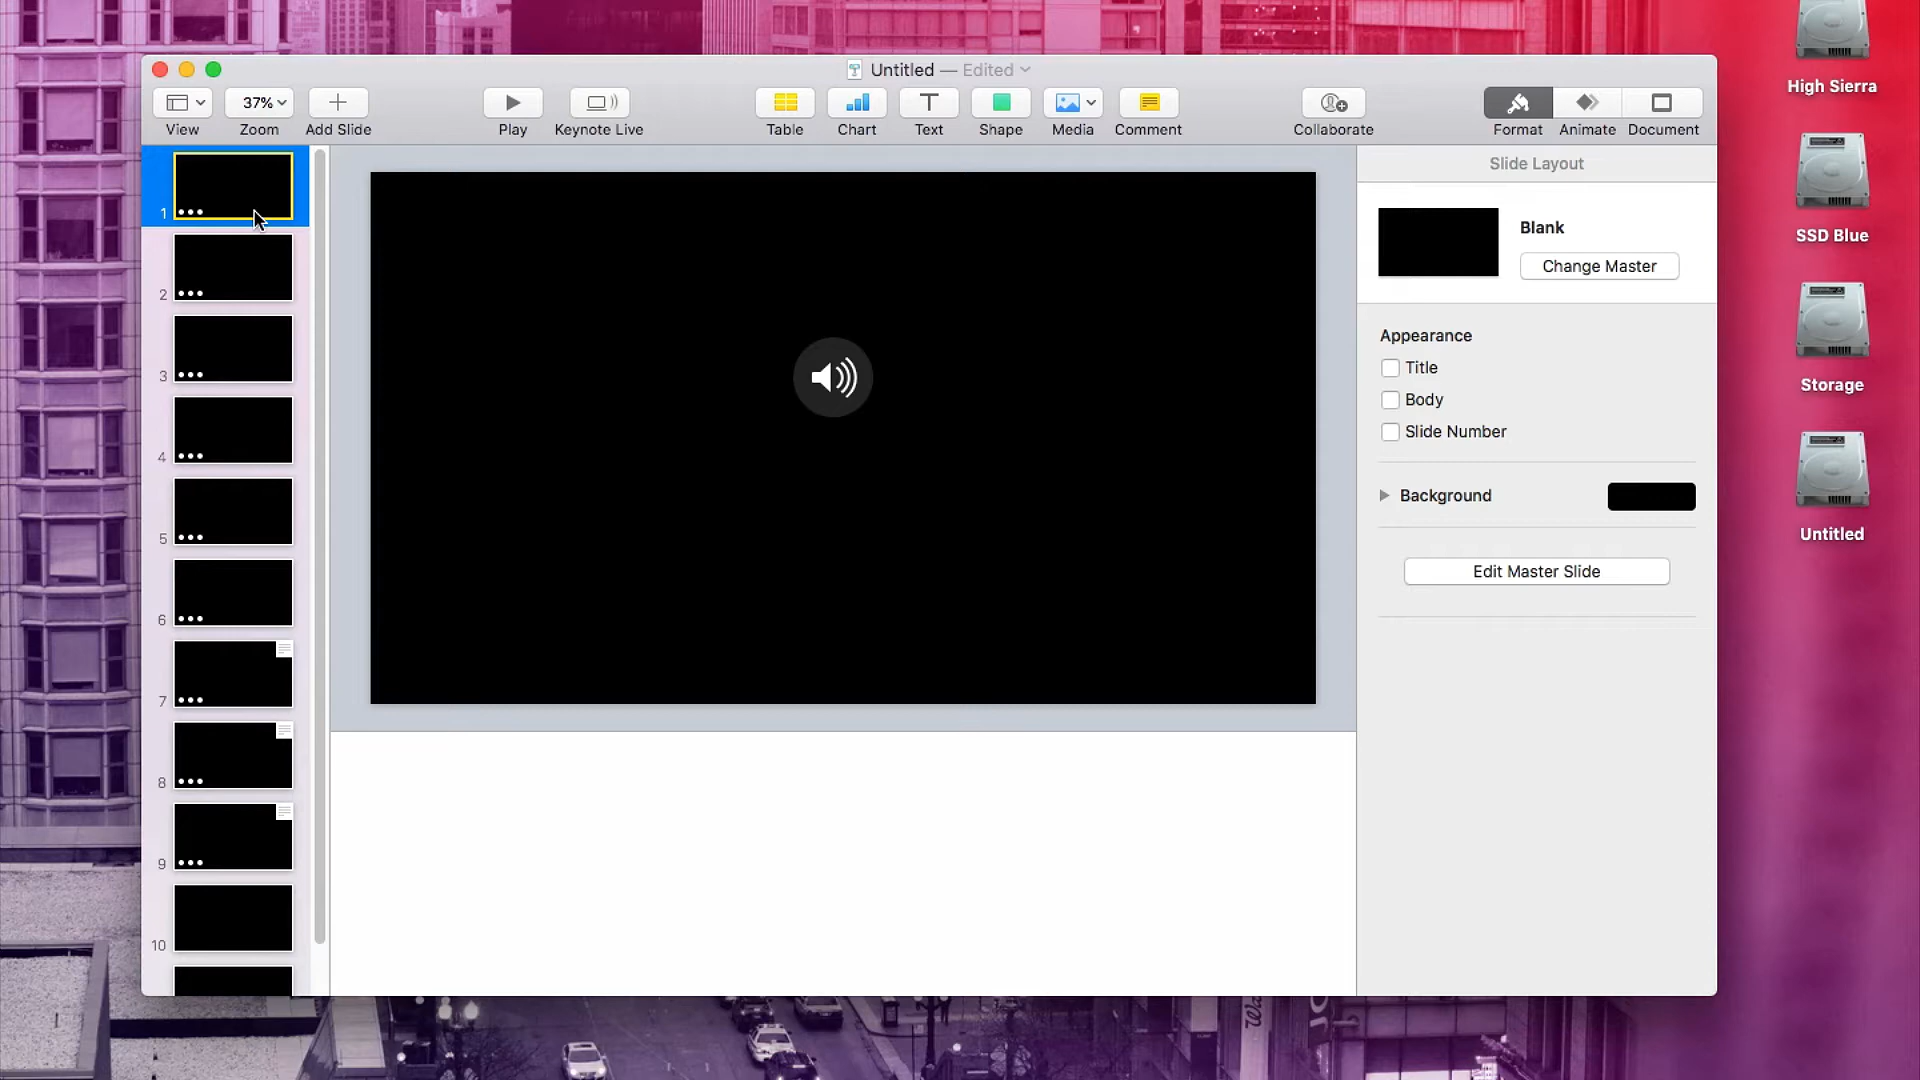 Untitled — Edited
37%
View
Zoom
Add Slide
Play
Keynote Live
Table
Chart
Text
Shape
Media
Comment
Collaborate
Format
Animate
Document
1
2
3
4
5
6
7
8
9
10
Slide Layout
Blank
Change Master
Appearance
Title
Body
Slide Number
Background
Edit Master Slide
High Sierra
SSD Blue
Storage
Untitled